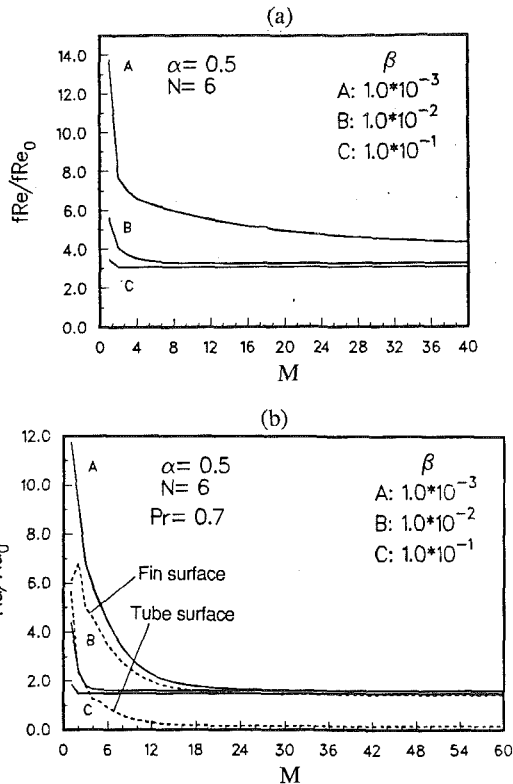 (a)
14.0
12.0
10.0
8.0
6.0
4.0
2.0
0.0
fRe/fRe₀
A
B
C
α= 0.5
N= 6
β
A: 1.0*10⁻³
B: 1.0*10⁻²
C: 1.0*10⁻¹
0 4 8 12 16 20 24 28 32 36 40
M
(b)
12.0
10.0
8.0
6.0
4.0
2.0
0.0
A
B
C
α= 0.5
N= 6
Pr= 0.7
β
A: 1.0*10⁻³
B: 1.0*10⁻²
C: 1.0*10⁻¹
Fin surface
Tube surface
0 6 12 18 24 30 36 42 48 54 60
M